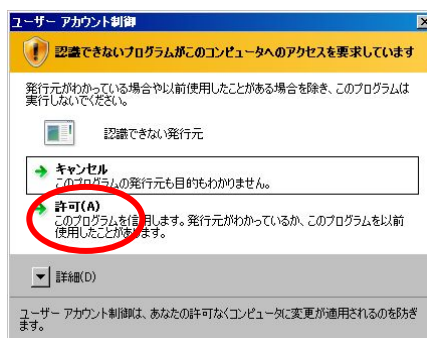 ユーザー アカウント制御
認識できないプログラムがこのコンピュータへのアクセスを要求しています
発行元がわかっている場合や以前使用したことがある場合を除き、このプログラムは
実行しないでください。
認識できない発行元
キャンセル
このプログラムの発行元も目的もわかりません。
許可(A)
このプログラムを信用します。発行元がわかっているか、このプログラムを以前
使用したことがあります。
詳細(D)
ユーザー アカウント制御は、あなたの許可なくコンピュータに変更が適用されるのを防ぎ
ます。